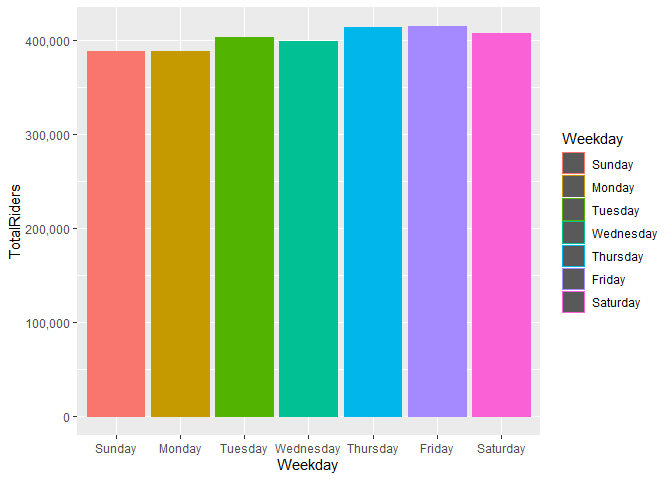 TotalRiders
400,000
300,000
200,000
100,000
0
Sunday Monday Tuesday Wednesday Thursday Friday Saturday
Weekday
Weekday
Sunday
Monday
Tuesday
Wednesday
Thursday
Friday
Saturday